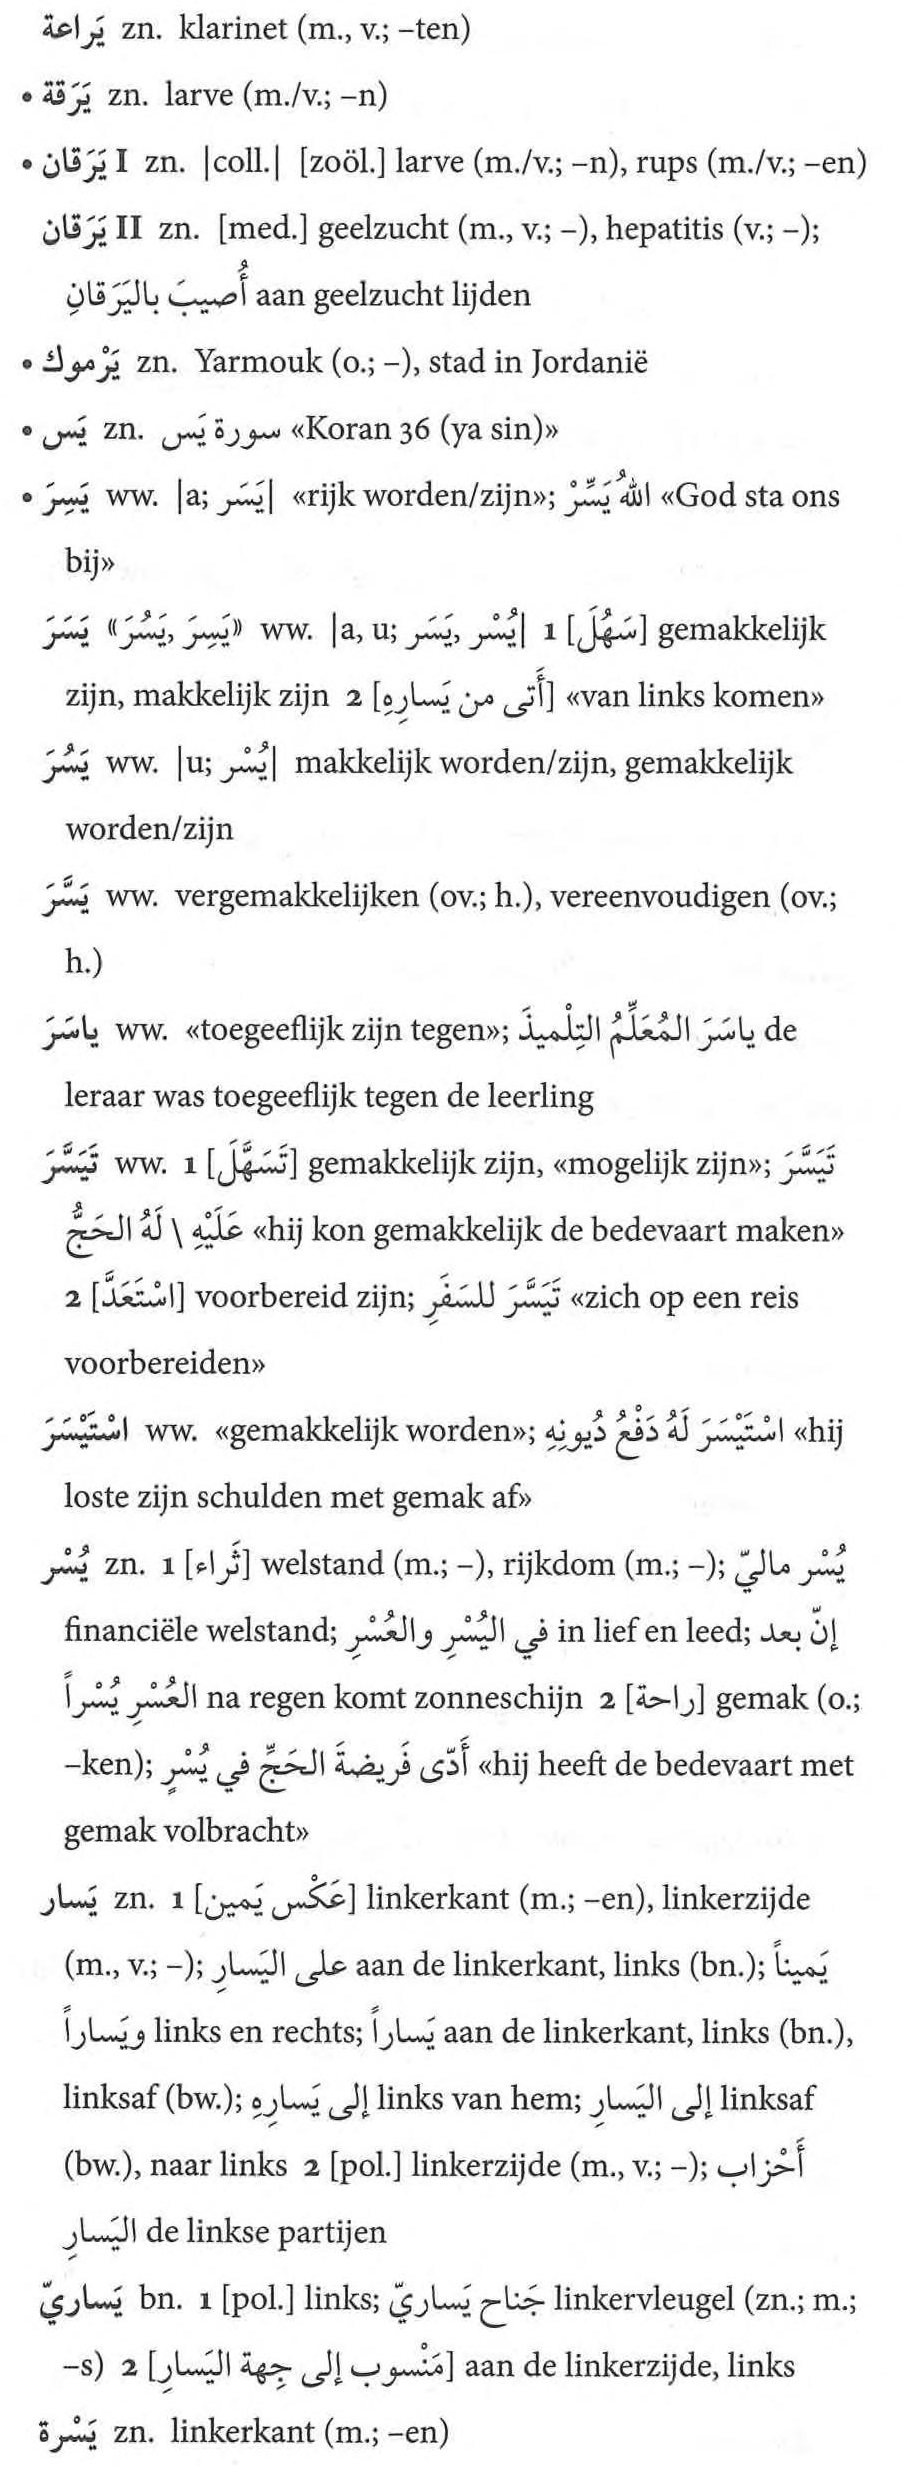 يَراعة zn. klarinet (m., v.; –ten)
• يَرَقة zn. larve (m./v.; –n)
• يَرَقان I zn. |coll.| [zoöl.] larve (m./v.; –n), rups (m./v.; –en)
يَرَقان II zn. [med.] geelzucht (m., v.; –), hepatitis (v.; –);
أُصيبَ باليَرَقانِ aan geelzucht lijden
• يَرْموك zn. Yarmouk (o.; –), stad in Jordanië
• يَس zn. سورة يَس «Koran 36 (ya sin)»
• يَسِرَ ww. |a; يَسَر| «rijk worden/zijn»; اللهُ يَسِّرْ «God sta ons
bij»
يَسَرَ «يَسِرَ, يَسُرَ» ww. |a, u; يُسْر, يَسَر| 1 [سَهُلَ] gemakkelijk
zijn, makkelijk zijn 2 [أَتى من يَسارِهِ] «van links komen»
يَسُرَ ww. |u; يُسْر| makkelijk worden/zijn, gemakkelijk
worden/zijn
يَسَّرَ ww. vergemakkelijken (ov.; h.), vereenvoudigen (ov.;
h.)
ياسَرَ ww. «toegeeflijk zijn tegen»; ياسَرَ المُعَلِّمُ التِلْميذَ de
leraar was toegeeflijk tegen de leerling
تَيَسَّرَ ww. 1 [تَسَهَّلَ] gemakkelijk zijn, «mogelijk zijn»; تَيَسَّرَ
عَلَيْهِ \ لَهُ الحَجُّ «hij kon gemakkelijk de bedevaart maken»
2 [اسْتَعَدَّ] voorbereid zijn; تَيَسَّرَ للسَفَرِ «zich op een reis
voorbereiden»
اسْتَيْسَرَ ww. «gemakkelijk worden»; اسْتَيْسَرَ لَهُ دَفْعُ دُيونِهِ «hij
loste zijn schulden met gemak af»
يُسْر zn. 1 [ثَراء] welstand (m.; –), rijkdom (m.; –); يُسْر ماليّ
financiële welstand; في اليُسْرِ والعُسْرِ in lief en leed; إنّ بعد
العُسْرِ يُسْراً na regen komt zonneschijn 2 [راحة] gemak (o.;
–ken); أَدّى فَريضةَ الحَجِّ في يُسْرٍ «hij heeft de bedevaart met
gemak volbracht»
يَسار zn. 1 [عَكْس يَمين] linkerkant (m.; –en), linkerzijde
(m., v.; –); على اليَسارِ aan de linkerkant, links (bn.); يَميناً
ويَساراً links en rechts; يَساراً aan de linkerkant, links (bn.),
linksaf (bw.); إلى يَسارِهِ links van hem; إلى اليَسارِ linksaf
(bw.), naar links 2 [pol.] linkerzijde (m., v.; –); أَحْزاب
اليَسارِ de linkse partijen
يَساريّ bn. 1 [pol.] links; جَناح يَساريّ linkervleugel (zn.; m.;
–s) 2 [مَنْسوب إلى جِهة اليَسارِ] aan de linkerzijde, links
يَسْرة zn. linkerkant (m.; –en)